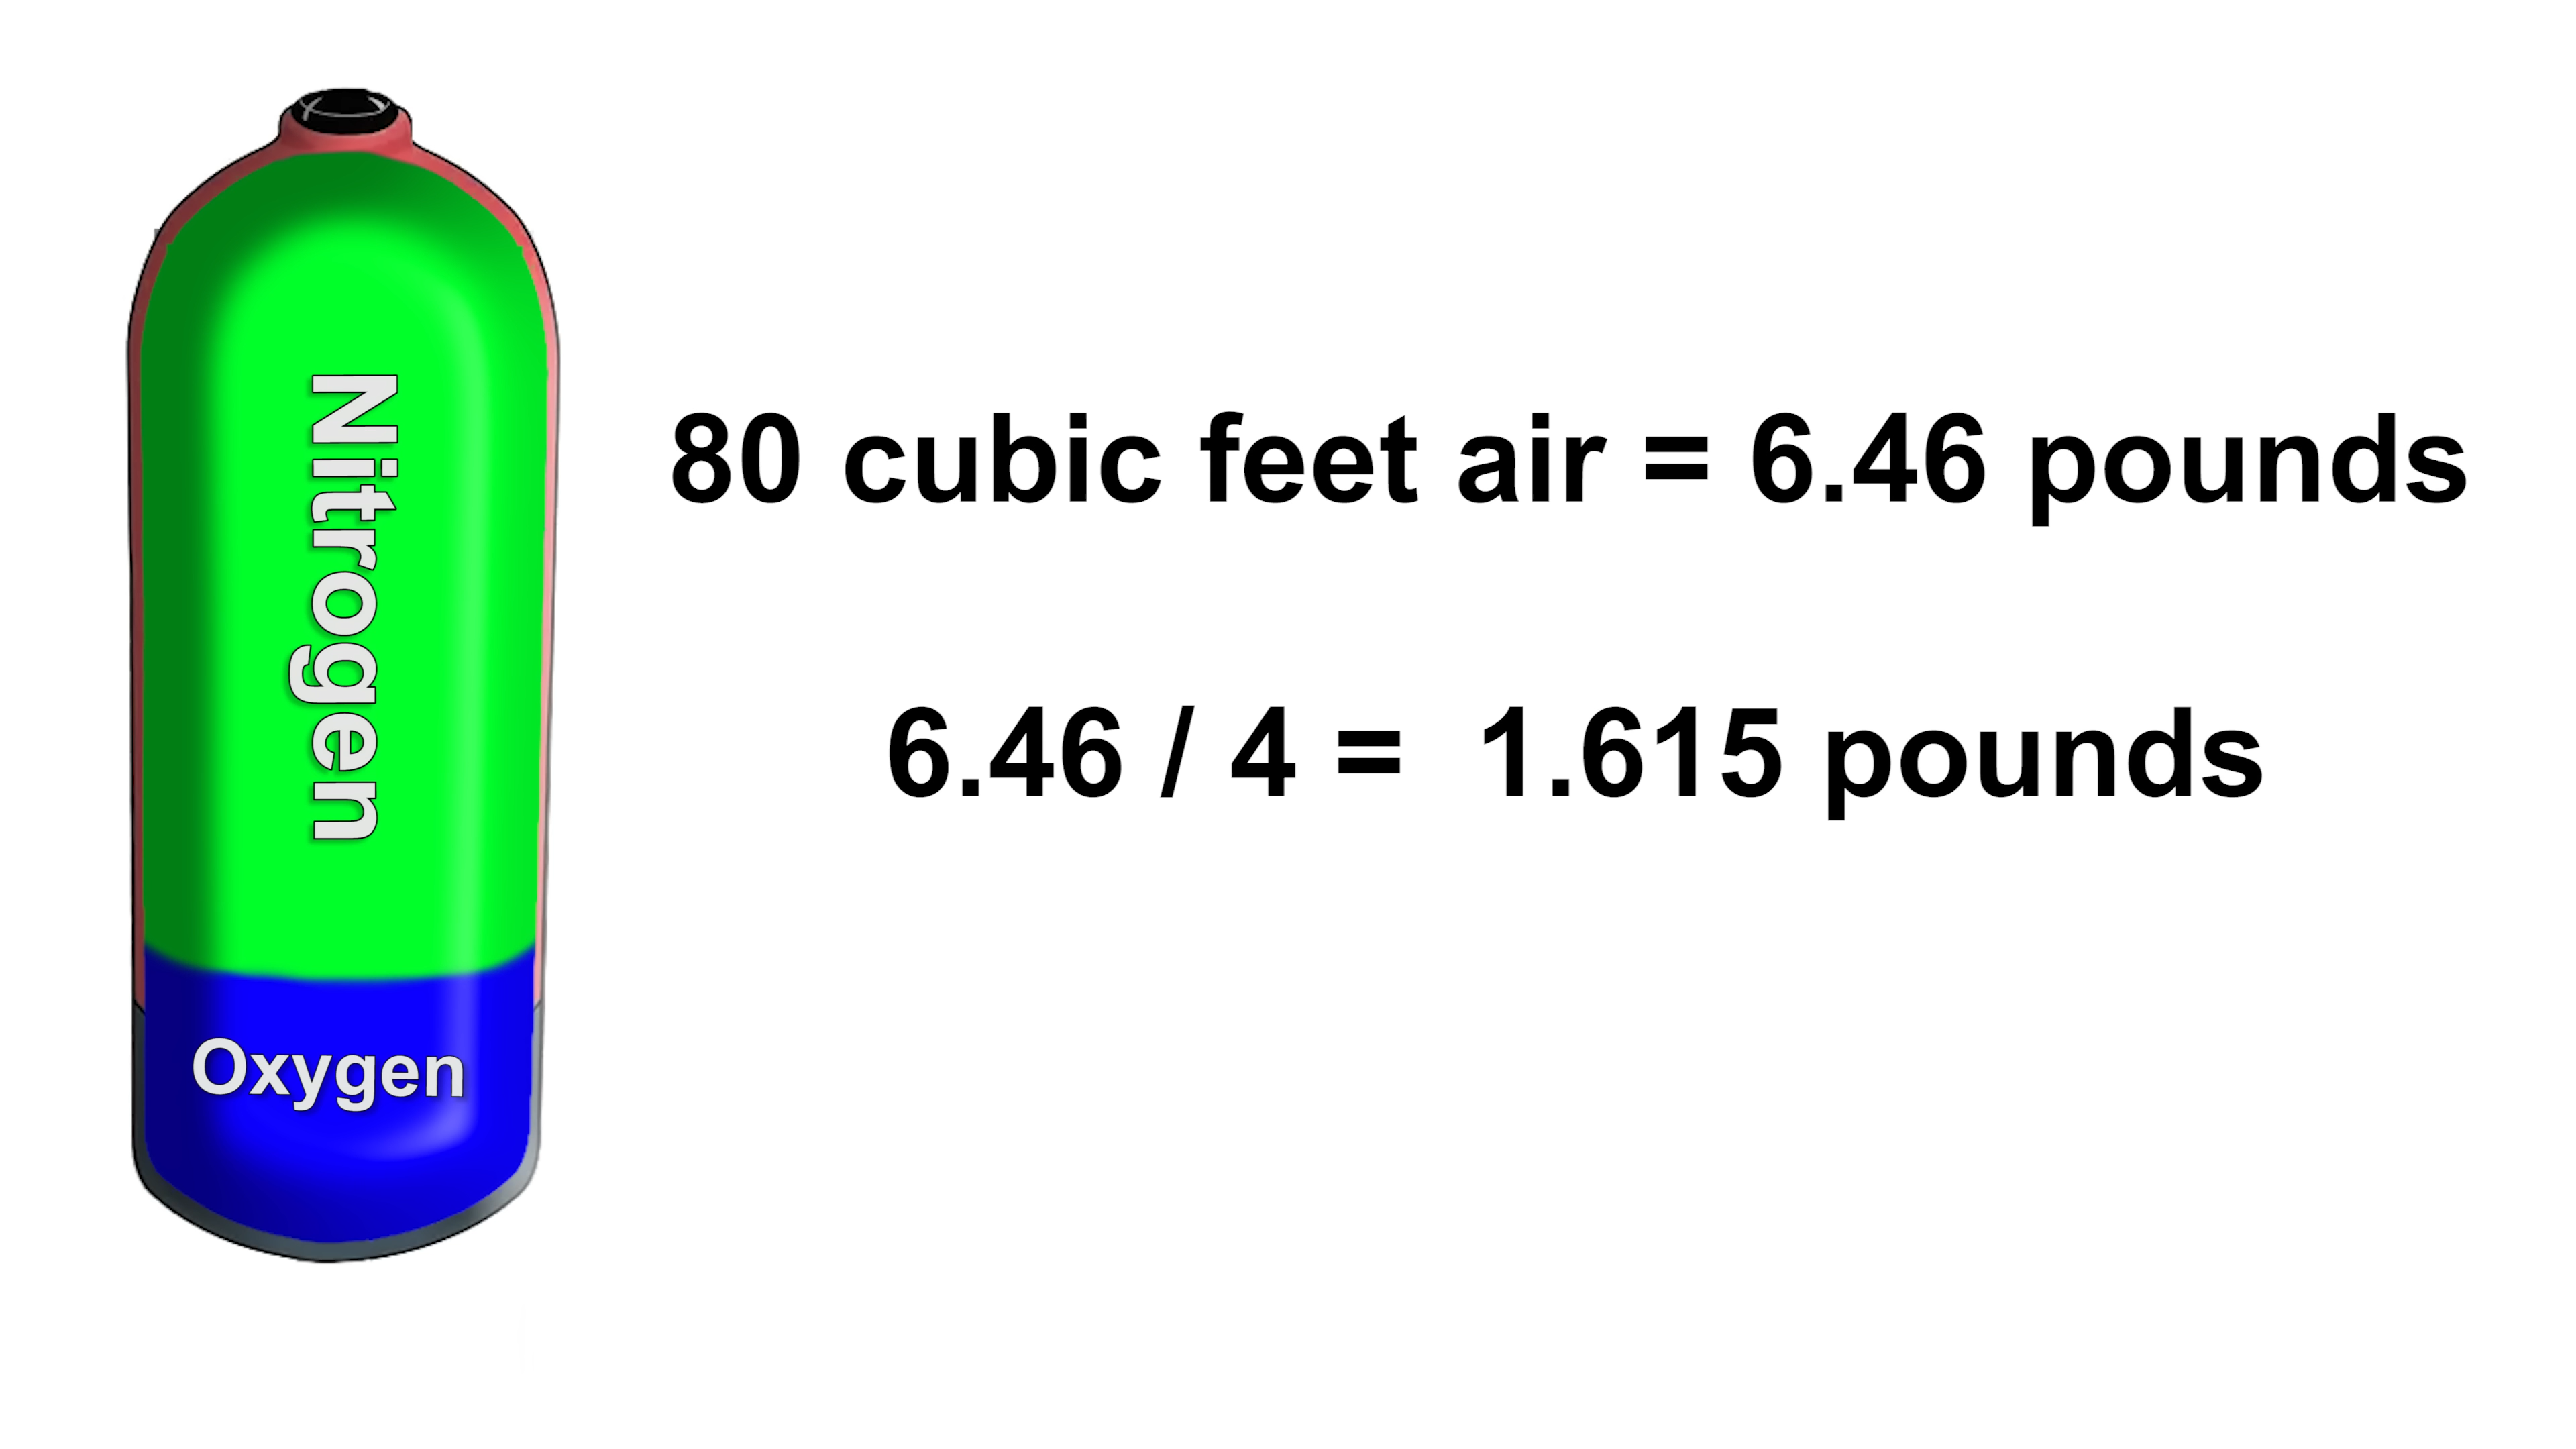 Nitrogen
Oxygen
80 cubic feet air = 6.46 pounds
6.46 / 4 = 1.615 pounds